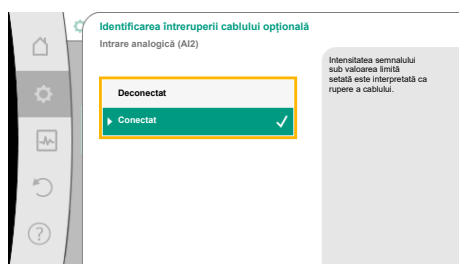 Identificarea întreruperii cablului opțională
Intrare analogică (AI2)
Intensitatea semnalului
sub valoarea limită
setată este interpretată ca
rupere a cablului.
Deconectat
Conectat
?